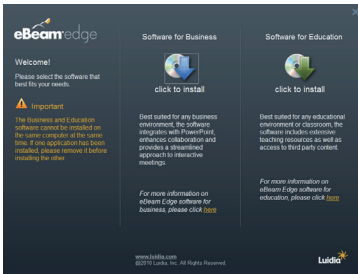 eBeam edge
Welcome!
Please select the software that
best fits your needs.
Important
The Business and Education
software cannot be installed on
the same computer at the same
time. If one application has been
installed, please remove it before
installing the other.
Software for Business
click to install
Best suited for any business
environment, the software
integrates with PowerPoint,
enhances collaboration and
provides a streamlined
approach to interactive
meetings.
For more information on
eBeam Edge software for
business, please click here
Software for Education
click to install
Best suited for any educational
environment or classroom, the
software includes extensive
teaching resources as well as
access to third party content.
For more information on
eBeam Edge software for
education, please click here
www.luidia.com
@2010 Luidia, Inc. All Rights Reserved.
Luidia